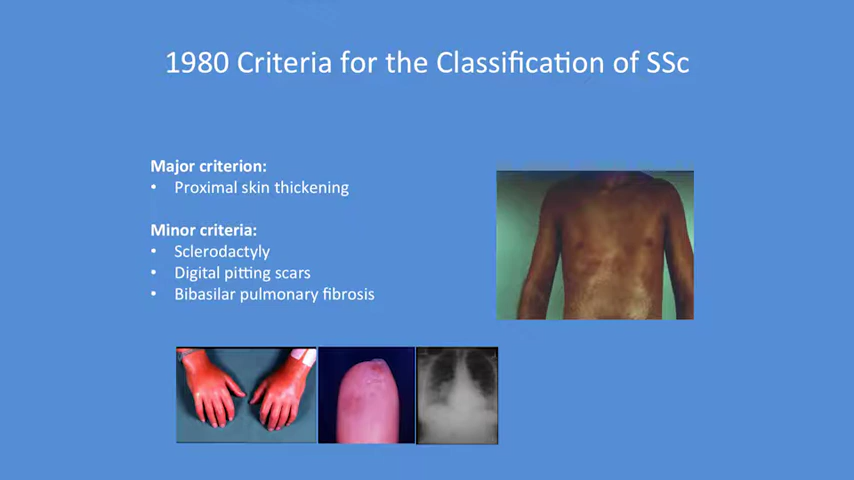 1980 Criteria for the Classification of SSc
Major criterion:
• Proximal skin thickening
Minor criteria:
• Sclerodactyly
• Digital pitting scars
• Bibasilar pulmonary fibrosis